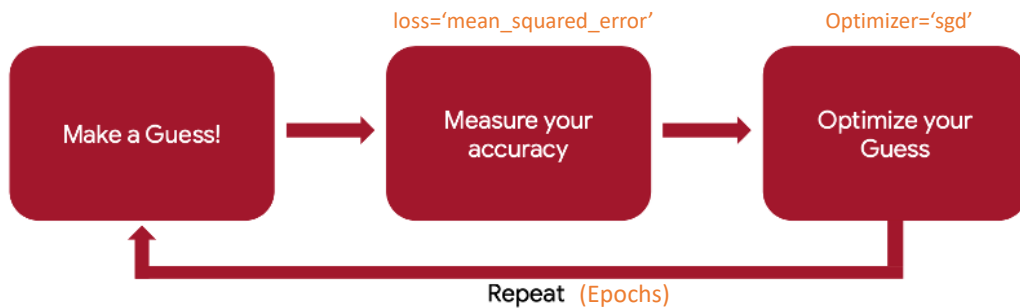 loss=‘mean_squared_error’
Optimizer=‘sgd’
Make a Guess!
Measure your
accuracy
Optimize your
Guess
Repeat (Epochs)